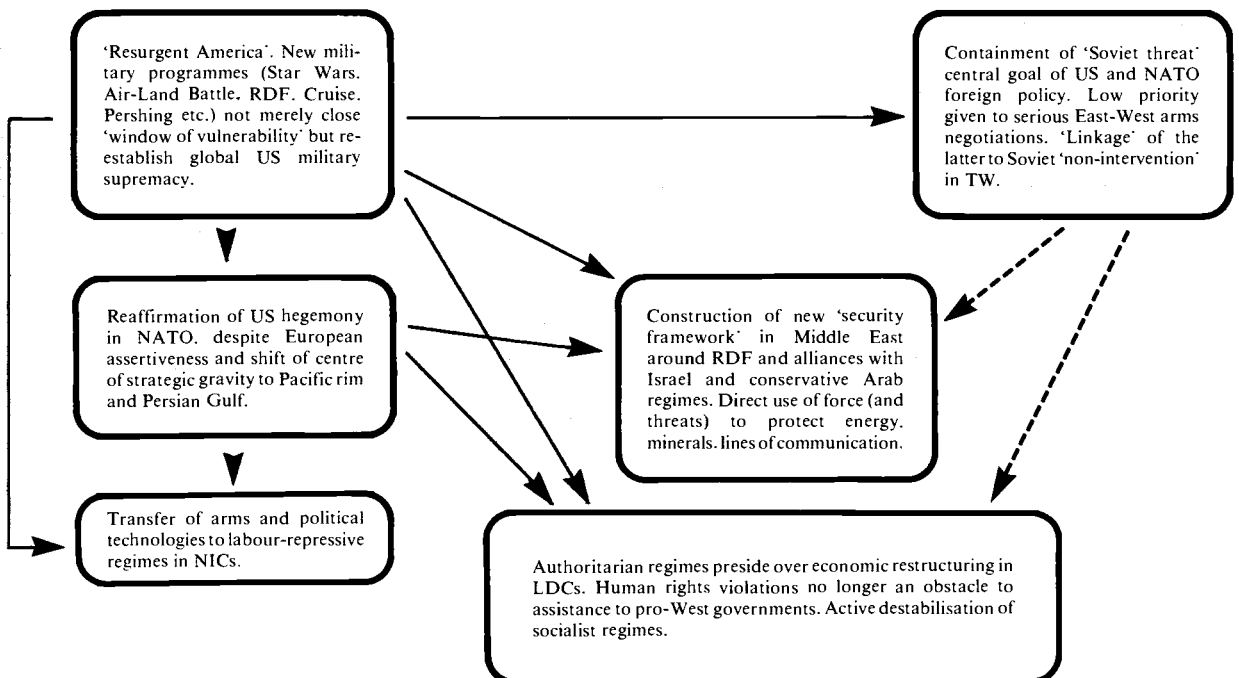 ‘Resurgent America’. New mili-
tary programmes (Star Wars.
Air-Land Battle. RDF. Cruise.
Pershing etc.) not merely close
‘window of vulnerability’ but re-
establish global US military
supremacy.
Containment of ‘Soviet threat’
central goal of US and NATO
foreign policy. Low priority
given to serious East-West arms
negotiations. ‘Linkage’ of the
latter to Soviet ‘non-intervention’
in TW.
Reaffirmation of US hegemony
in NATO. despite European
assertiveness and shift of centre
of strategic gravity to Pacific rim
and Persian Gulf.
Construction of new ‘security
framework’ in Middle East
around RDF and alliances with
Israel and conservative Arab
regimes. Direct use of force (and
threats) to protect energy.
minerals. lines of communication.
Transfer of arms and political
technologies to labour-repressive
regimes in NICs.
Authoritarian regimes preside over economic restructuring in
LDCs. Human rights violations no longer an obstacle to
assistance to pro-West governments. Active destabilisation of
socialist regimes.